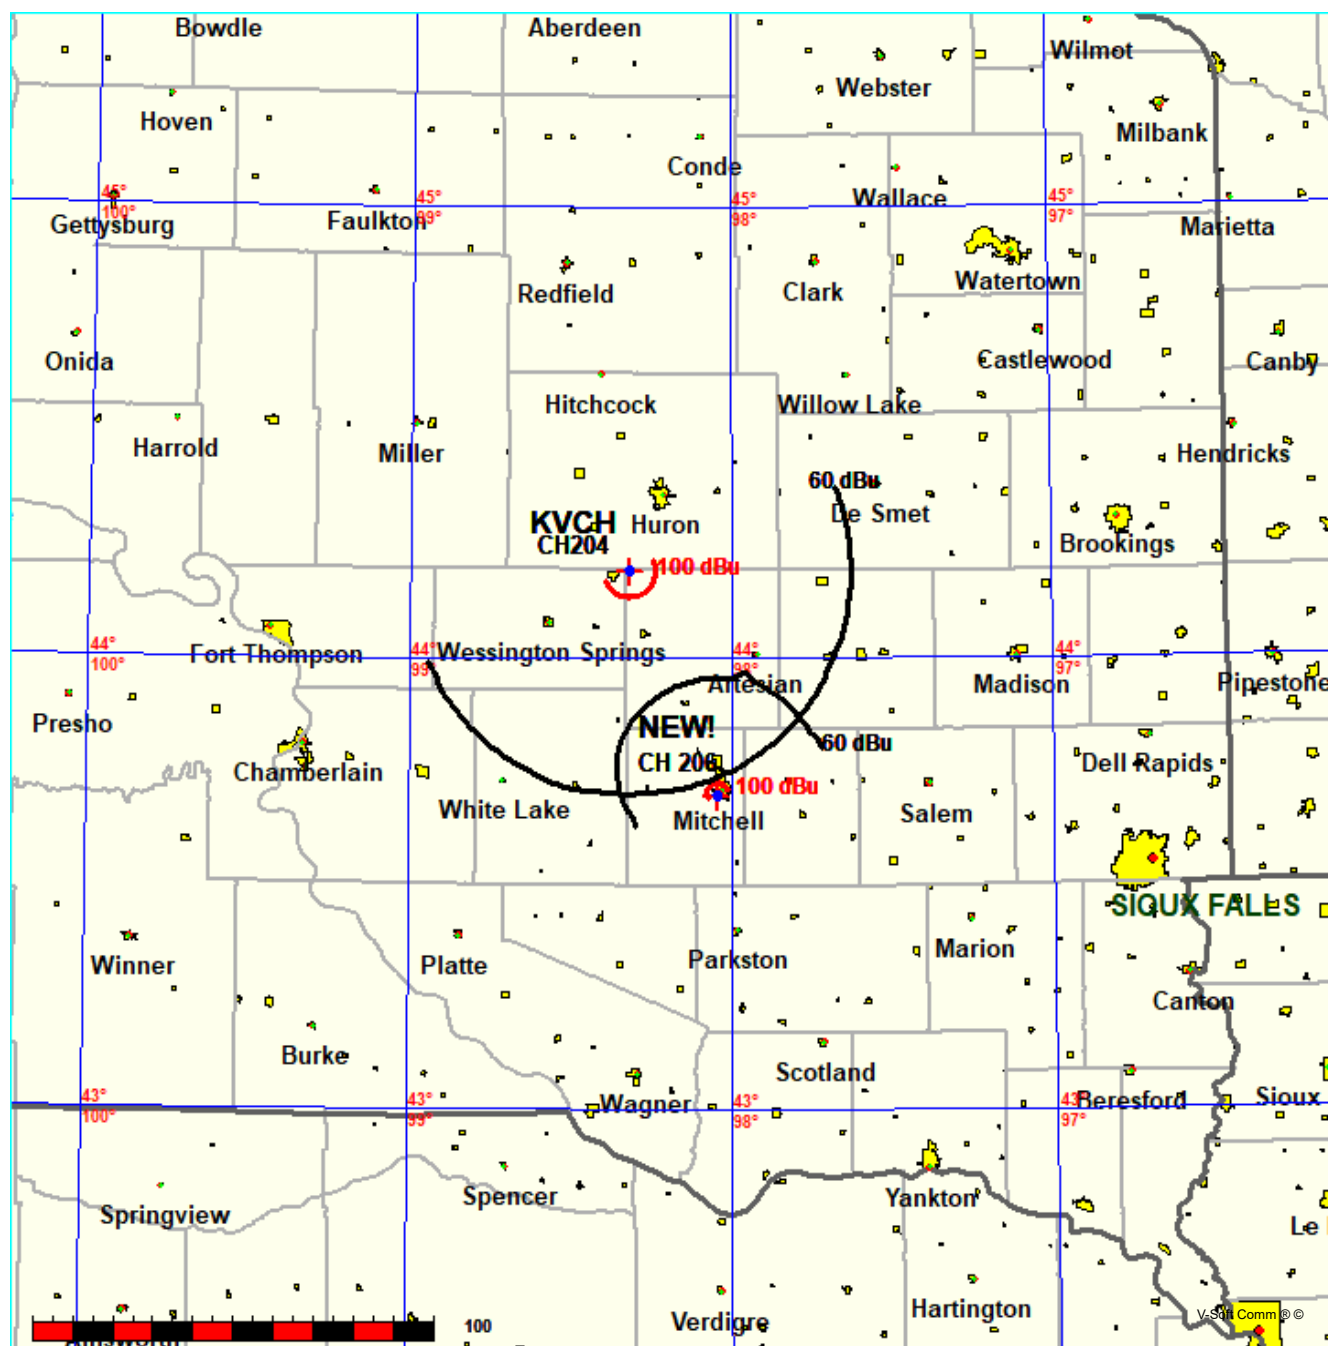 Bowdle
Aberdeen
Wilmot
Webster
Hoven
Milbank
Conde
Wallace
45°
100°
45°
99°
45°
98°
45°
97°
Gettysburg
Faulkton
Marietta
Redfield
Clark
Watertown
Onida
Castlewood
Canby
Hitchcock
Willow Lake
Harrold
Miller
Hendricks
60 dBu
De Smet
KVCH
CH204
Huron
Brookings
100 dBu
44°
100°
Fort Thompson
44°
99°
Wessington Springs
44°
98°
44°
97°
Artesian
Madison
Pipestone
Presho
NEW!
CH 206
60 dBu
Chamberlain
Dell Rapids
100 dBu
White Lake
Mitchell
Salem
SIOUX FALLS
Winner
Platte
Parkston
Marion
Canton
Burke
Scotland
43°
100°
43°
99°
Wagner
43°
98°
43°
97°
Beresford
Sioux
Spencer
Yankton
Springview
Le
Hartington
V-Soft Comm ® ©
100
Verdigre
Ainsworth